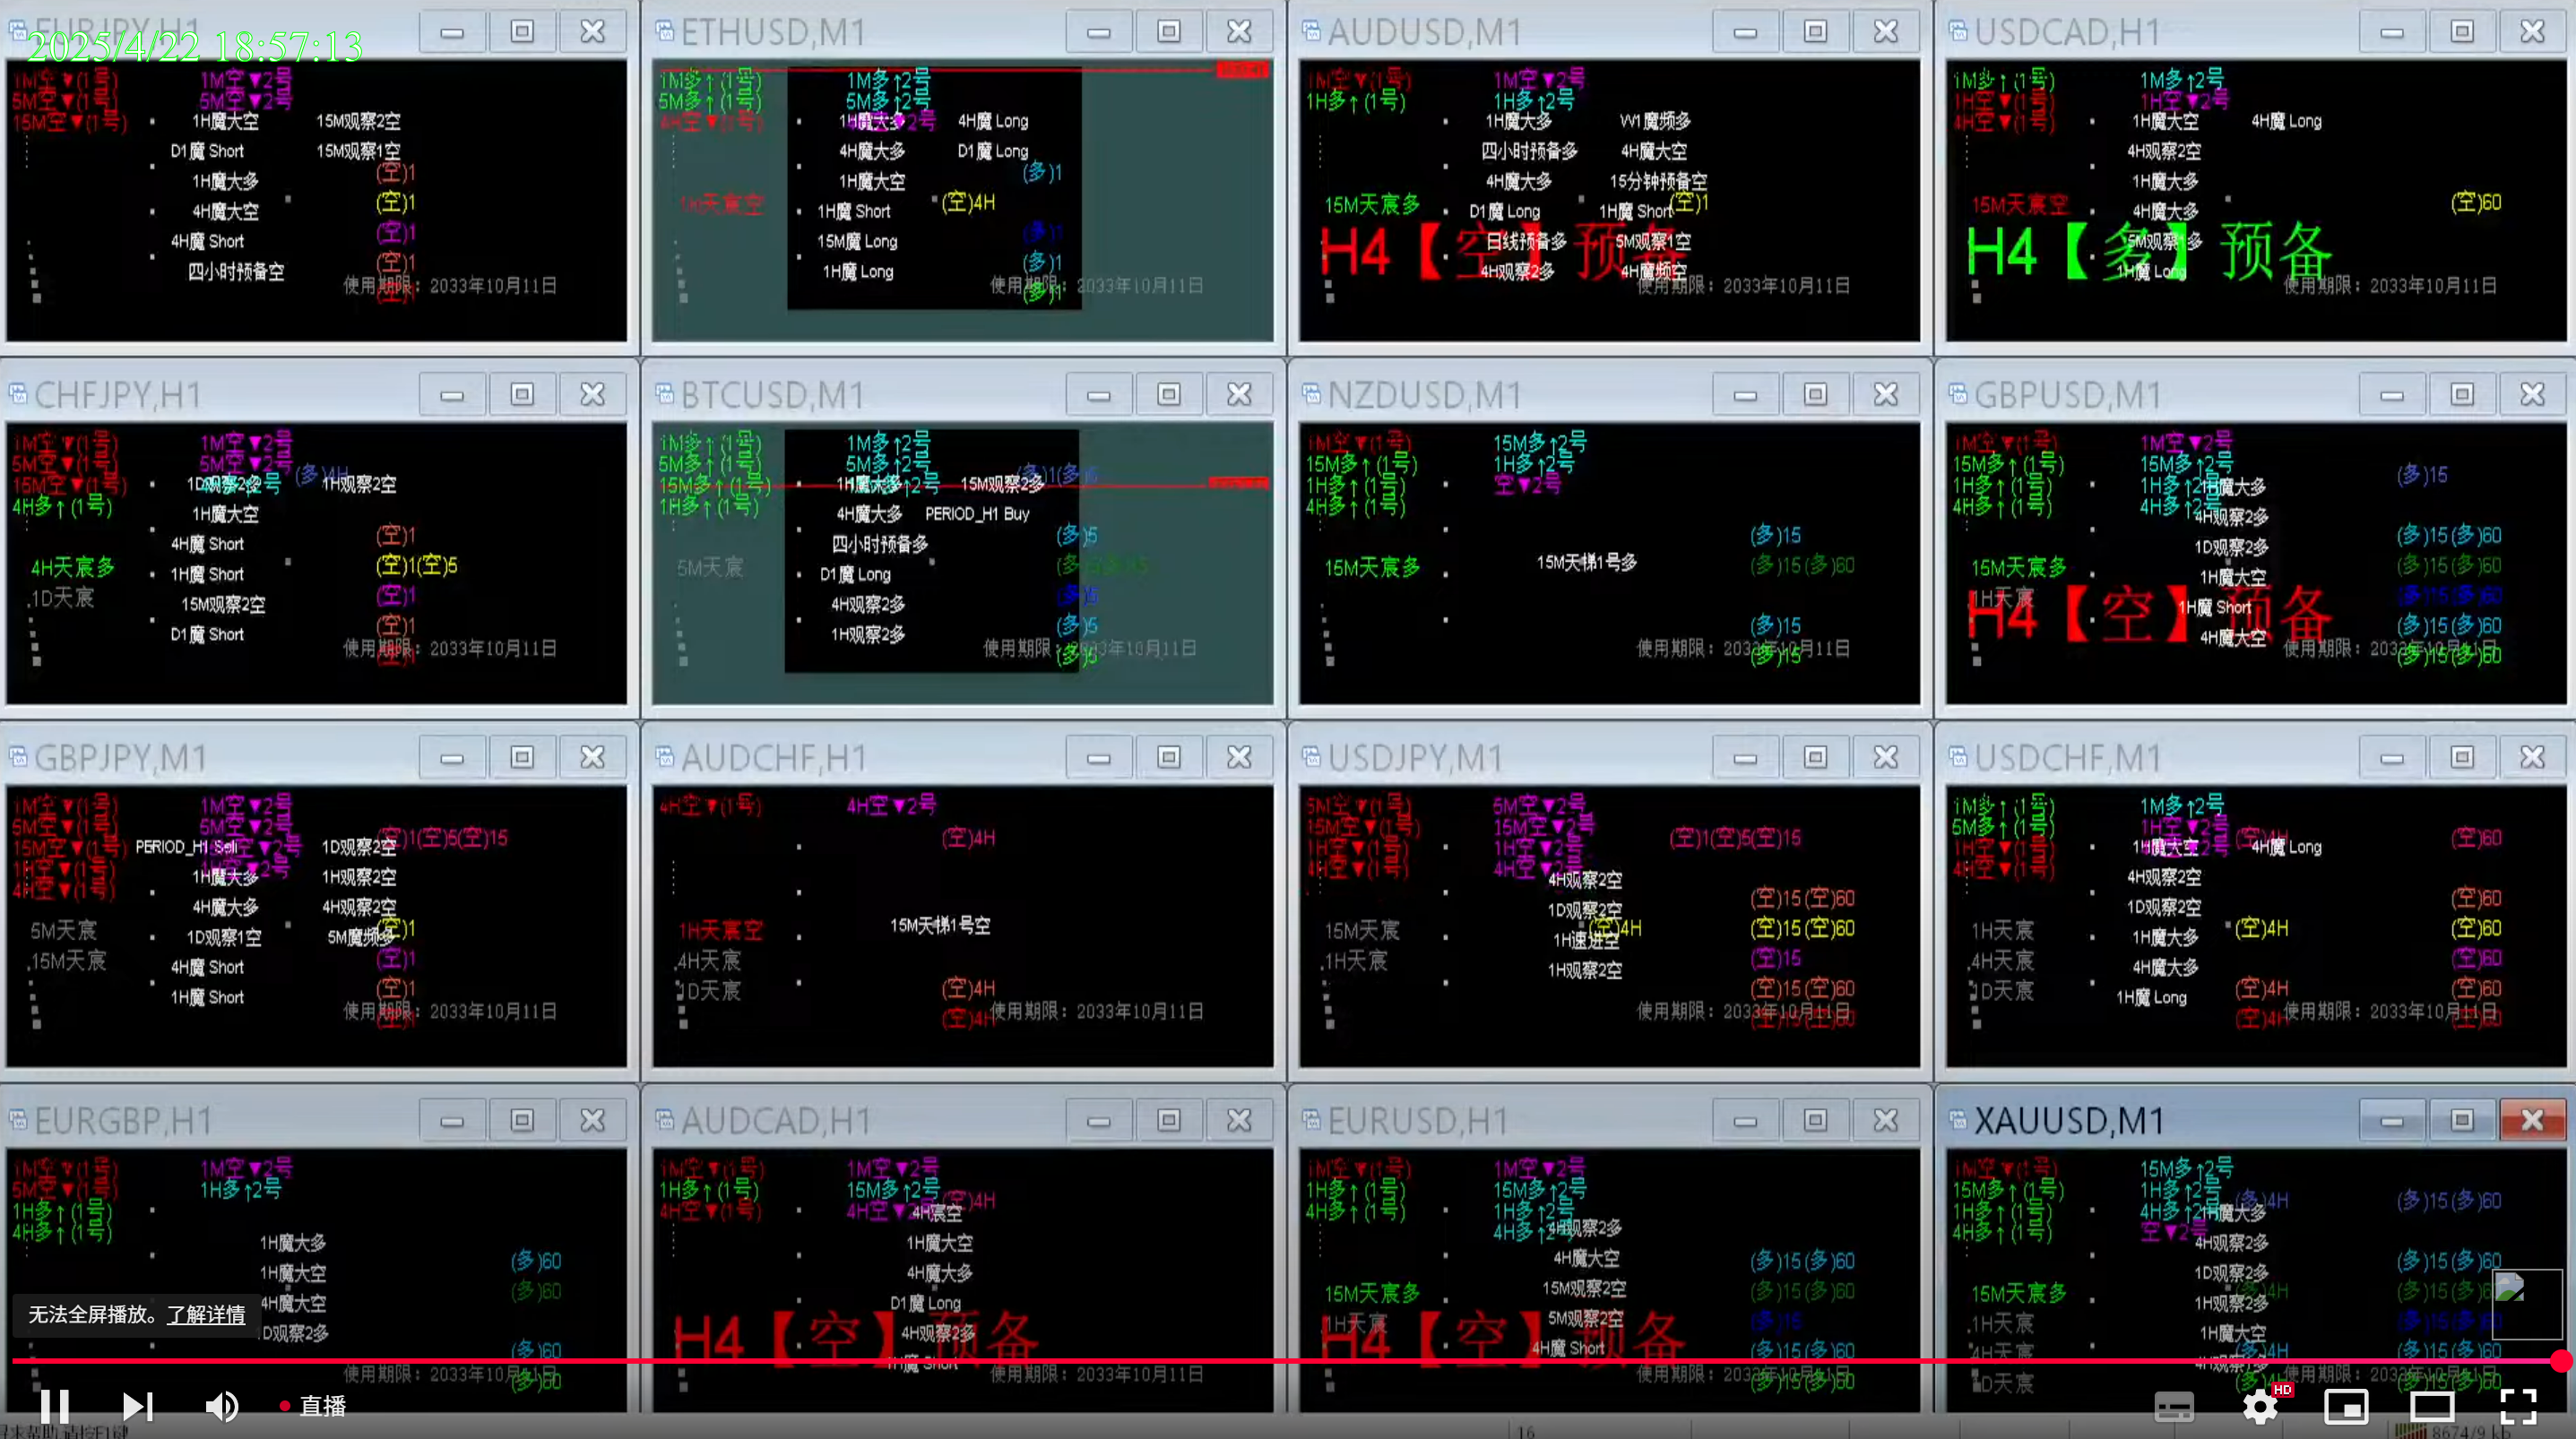 EURJPY,H1
2025/4/22 18:57:13
1M空▼(1号) 1M空▼2号
5M空▼(1号) 5M空▼2号
15M空▼(1号) 1H魔大空 15M观察2空
D1魔 Short 15M观察1空
(空)1
1H魔大多
4H魔大空 (空)1
4H魔 Short (空)1
四小时预备空 (空)1
使用期限：2033年10月11日
ETHUSD,M1
1M多↑(1号) 1M多↑2号
5M多↑(1号) 5M多↑2号
4H空▼(1号) 4H魔 Long
4H魔大多 D1魔 Long
1H魔大空 (多)1
1H魔 Short (空)4H
15M魔 Long (多)1
1H魔 Long (多)1
使用期限：2033年10月11日
AUDUSD,M1
1M空▼(1号) 1M空▼2号
1H多↑(1号) 1H多↑2号
1H魔大多 W1魔频多
四小时预备多 4H魔大空
4H魔大多 15分钟预备空
15M天宸多 D1魔 Long 1H魔 Short (空)1
日线预备多 5M观察1空
H4【空】预备
4H观察2多 4H魔频空
使用期限：2033年10月11日
USDCAD,H1
1M多↑(1号) 1M多↑2号
1H空▼(1号) 1H空▼2号
4H空▼(1号) 1H魔大空 4H魔 Long
4H观察2空
1H魔大多
15M天宸空 4H魔大多 (空)60
5M观察1多
H4【多】预备
1H魔 Long
使用期限：2033年10月11日
CHFJPY,H1
1M空▼(1号) 1M空▼2号
5M空▼(1号) 5M空▼2号
(多)4H
15M空▼(1号) 1D观察2多 1H观察2空
4H多↑(1号) 1H魔大空
4H魔 Short (空)1
4H天宸多 1H魔 Short (空)1(空)5
1D天宸 15M观察2空 (空)1
D1魔 Short (空)1
使用期限：2033年10月11日
BTCUSD,M1
1M多↑(1号) 1M多↑2号
5M多↑(1号) 5M多↑2号
15M多↑(1号) 15M观察2多
1H多↑(1号) 4H魔大多 PERIOD_H1 Buy
四小时预备多 (多)5
5M天宸 D1魔 Long
4H观察2多 (多)5
1H观察2多 (多)5
使用期限：2033年10月11日
(多)5
NZDUSD,M1
1M空▼(1号) 15M多↑2号
15M多↑(1号) 1H多↑2号
1H多↑(1号) 空▼2号
4H多↑(1号)
(多)15
15M天宸多 15M天梯1号多 (多)15(多)60
(多)15
使用期限：2033年10月11日
(多)15
GBPUSD,M1
1M空▼(1号) 1M空▼2号
15M多↑(1号) 15M多↑2号 (多)15
1H多↑(1号) 1H多↑2号 1H魔大多
4H多↑(1号) 4H多↑2号 4H观察2多
1D观察2多 (多)15(多)60
15M天宸多 1H魔大空 (多)15(多)60
1H天宸 1H魔 Short (多)15(多)60
H4【空】预备 (多)15(多)60
4H魔大空
使用期限：2033年10月11日
(多)15(多)60
GBPJPY,M1
1M空▼(1号) 1M空▼2号
5M空▼(1号) 5M空▼2号 (空)1(空)5(空)15
15M空▼(1号) PERIOD_H1 Sell 1D观察2空
1H空▼(1号) 1H魔大多 1H观察2空
4H空▼(1号) 4H魔大多 4H观察2空
5M天宸 1D观察1空 5M魔频多 (空)1
15M天宸 4H魔 Short (空)1
1H魔 Short (空)1
使用期限：2033年10月11日
AUDCHF,H1
4H空▼(1号) 4H空▼2号
(空)4H
1H天宸空 15M天梯1号空
4H天宸
1D天宸 (空)4H
(空)4H 使用期限：2033年10月11日
USDJPY,M1
5M空▼(1号) 5M空▼2号
15M空▼(1号) 15M空▼2号 (空)1(空)5(空)15
1H空▼(1号) 1H空▼2号
4H空▼(1号) 4H空▼2号
4H观察2空 (空)15(空)60
1D观察2空
15M天宸 (空)4H (空)15(空)60
1H速进空
1H天宸 1H观察2空 (空)15
(空)15(空)60
使用期限：2033年10月11日
(空)15(空)60
USDCHF,M1
1M多↑(1号) 1M多↑2号
5M多↑(1号) 1H空▼2号 (空)4H (空)60
1H空▼(1号) 1H魔大空 4H魔 Long
4H空▼(1号) 4H观察2空
1D观察2空 (空)60
1H天宸 1H魔大多 (空)4H (空)60
4H天宸 4H魔大多 (空)60
1D天宸 1H魔 Long (空)4H (空)60
(空)4H 使用期限：2033年10月11日
EURGBP,H1
1M空▼(1号) 1M空▼2号
5M空▼(1号) 1H多↑2号
1H多↑(1号)
4H多↑(1号) 1H魔大多
1H魔大空 (多)60
4H魔大空 (多)60
1D观察2多
(多)60
使用期限：2033年10月11日
(多)60
AUDCAD,H1
1M空▼(1号) 1M空▼2号
1H多↑(1号) 15M多↑2号 (空)4H
4H空▼(1号) 4H宸空
1H魔大空
4H魔大多
D1魔 Long
H4【空】预备
4H观察2多
1H魔 Short
使用期限：2033年10月11日
EURUSD,H1
1M空▼(1号) 1M空▼2号
1H多↑(1号) 15M多↑2号
4H多↑(1号) 1H多↑2号
4H多↑2号 4H观察2多
4H魔大空 (多)15(多)60
15M天宸多 15M观察2空 (多)15(多)60
1H天宸 5M观察2空 (多)15
H4【空】预备
4H魔 Short (多)15(多)60
使用期限：2033年10月11日
(多)15(多)60
XAUUSD,M1
1M空▼(1号) 15M多↑2号
15M多↑(1号) 1H多↑2号 (多)4H (多)15(多)60
1H多↑(1号) 4H多↑2号 1H魔大多
4H多↑(1号) 空▼2号 4H观察2多
1D观察2多 (多)15(多)60
15M天宸多 1H观察2多
1H天宸 1H魔大空
4H天宸 (多)4H (多)15(多)60
1D天宸
使用期限：2033年10月11日
(多)15(多)60
无法全屏播放。了解详情
直播
HD
16
8674/9 kb